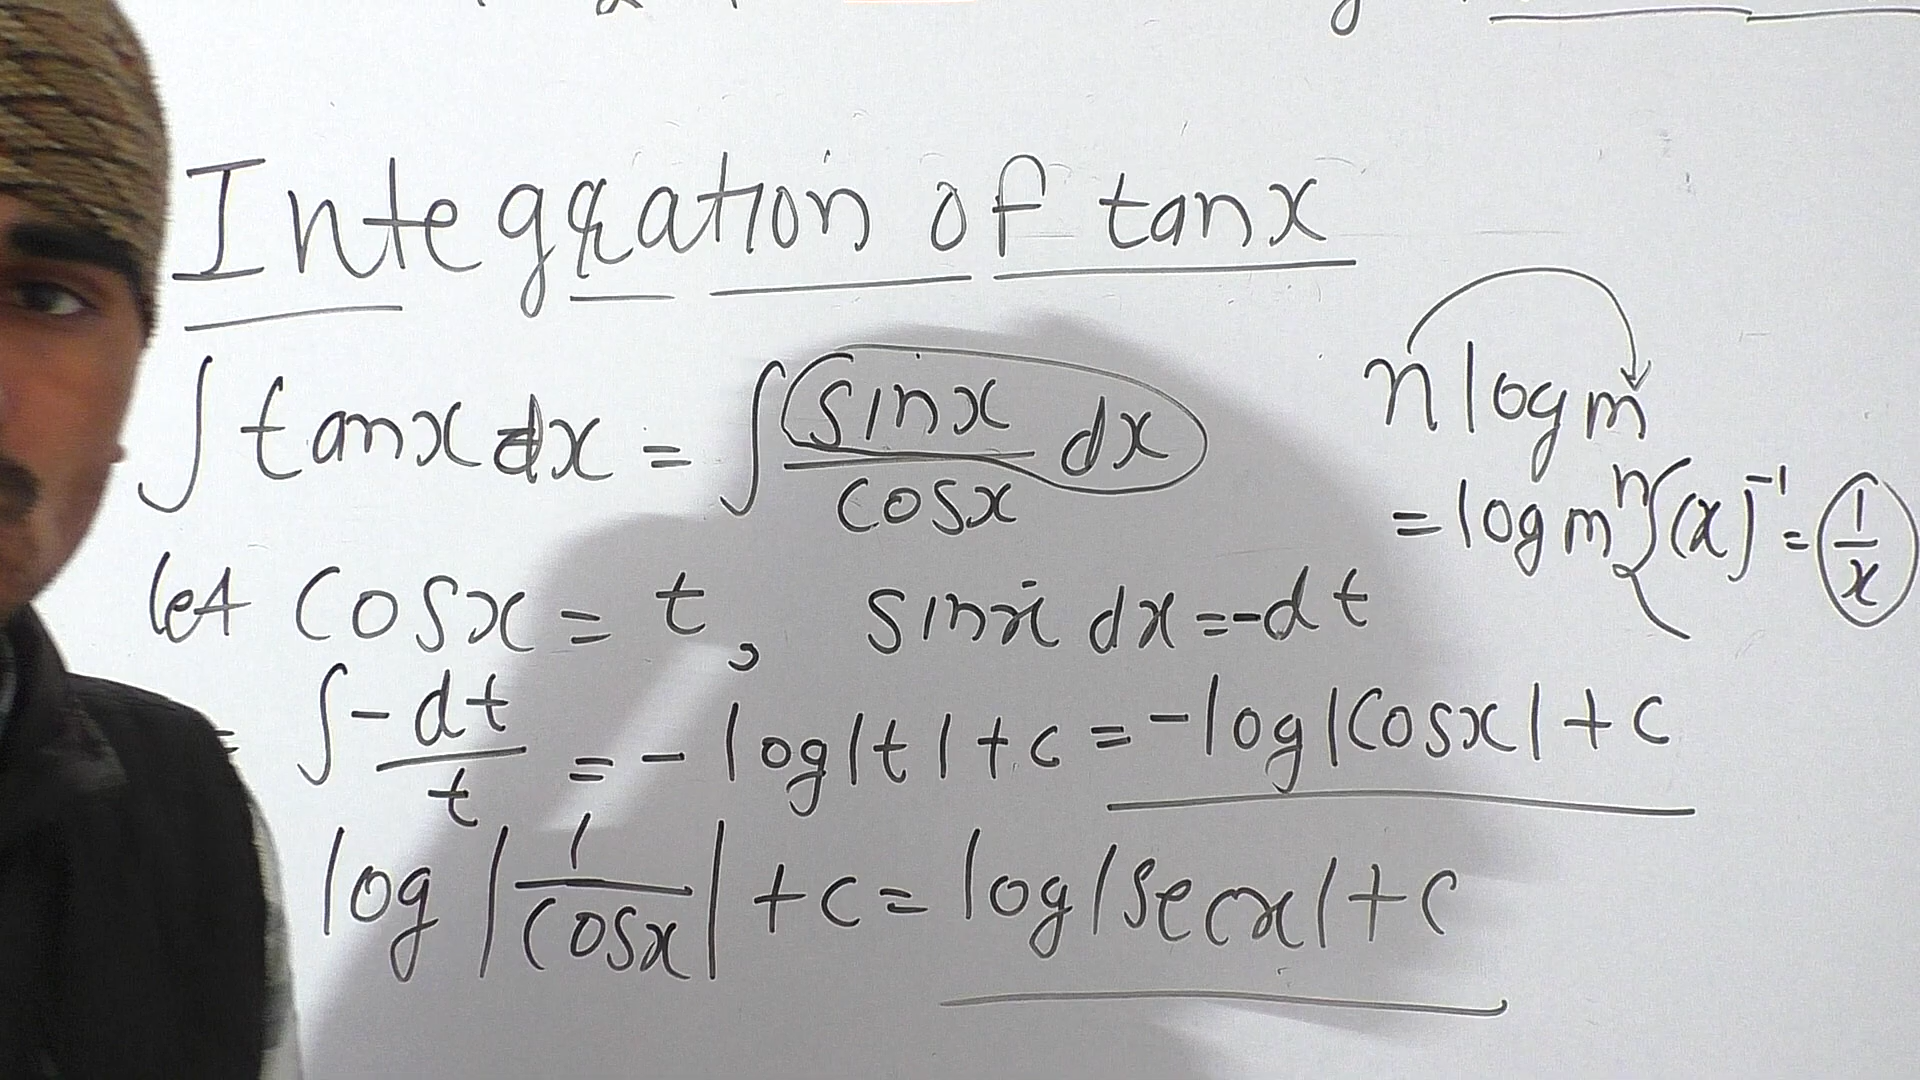 Integration of tanx
∫ tanx dx = ∫ sinx/cosx dx
n log m
= log mⁿ
(x)⁻¹ = 1/x
let cosx = t, sinx dx = -dt
= ∫ -dt/t = - log|t| + c = -log|cosx| + c
log |1/cosx| + c = log|secx| + c